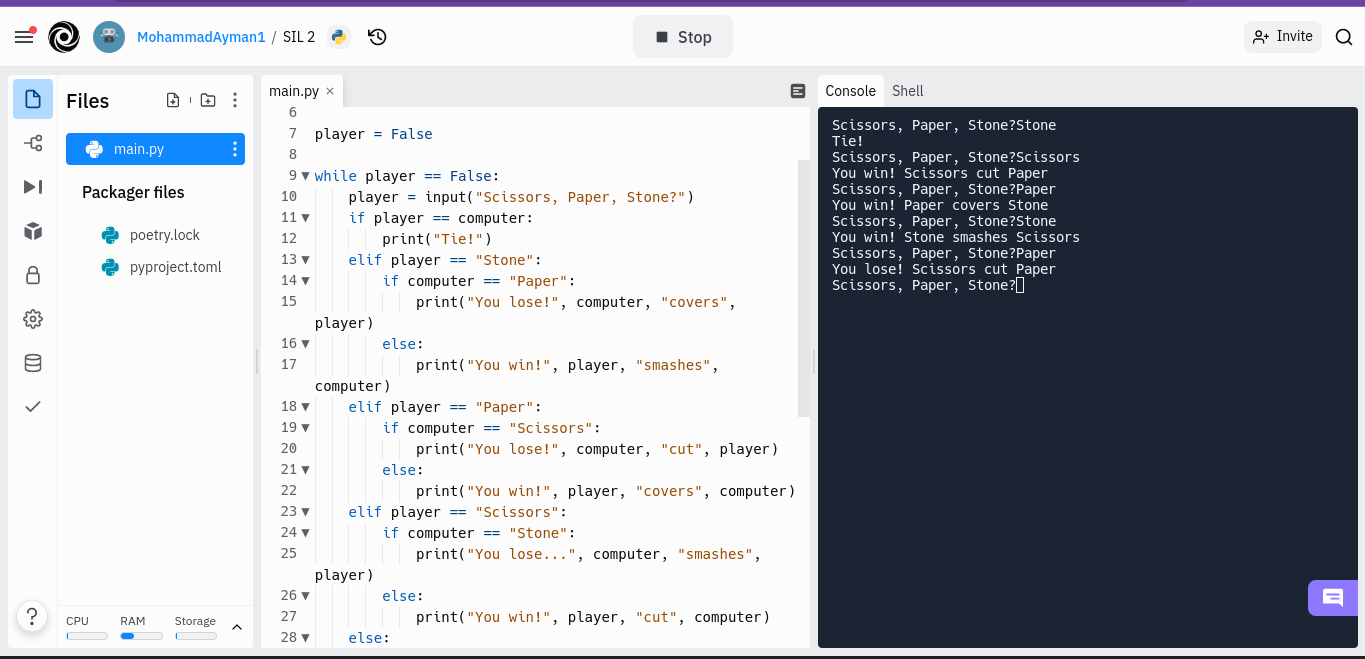 MohammadAyman1 / SIL 2
Stop
Invite
Files
main.py
Packager files
poetry.lock
pyproject.toml
CPU RAM Storage
?
main.py ×
6
7 player = False
8
9 while player == False:
10 player = input("Scissors, Paper, Stone?")
11 if player == computer:
12 print("Tie!")
13 elif player == "Stone":
14 if computer == "Paper":
15 print("You lose!", computer, "covers",
player)
16 else:
17 print("You win!", player, "smashes",
computer)
18 elif player == "Paper":
19 if computer == "Scissors":
20 print("You lose!", computer, "cut", player)
21 else:
22 print("You win!", player, "covers", computer)
23 elif player == "Scissors":
24 if computer == "Stone":
25 print("You lose...", computer, "smashes",
player)
26 else:
27 print("You win!", player, "cut", computer)
28 else:
Console Shell
Scissors, Paper, Stone?Stone
Tie!
Scissors, Paper, Stone?Scissors
You win! Scissors cut Paper
Scissors, Paper, Stone?Paper
You win! Paper covers Stone
Scissors, Paper, Stone?Stone
You win! Stone smashes Scissors
Scissors, Paper, Stone?Paper
You lose! Scissors cut Paper
Scissors, Paper, Stone?